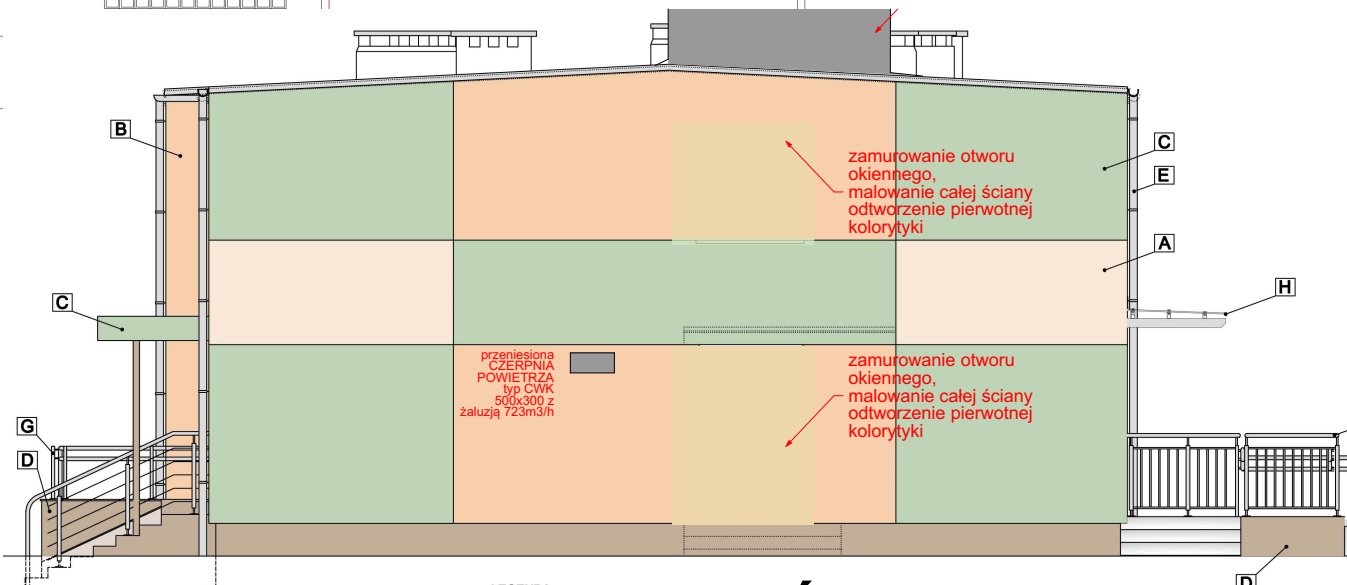 B
zamurowanie otworu
okiennego,
malowanie całej ściany
odtworzenie pierwotnej
kolorytyki
C
E
A
C
H
przeniesiona
CZERPNIA
POWIETRZA
typ CWK
500x300 z
żaluzją 723m3/h
zamurowanie otworu
okiennego,
malowanie całej ściany
odtworzenie pierwotnej
kolorytyki
G
D
D